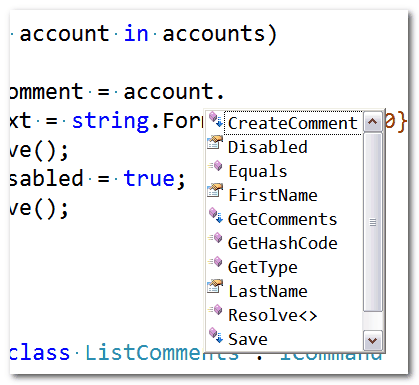 account in accounts)
omment = account.
xt = string.For 0}
ve();
sabled = true;
ve();
CreateComment
Disabled
Equals
FirstName
GetComments
GetHashCode
GetType
LastName
Resolve<>
Save
class ListComments : ICommand